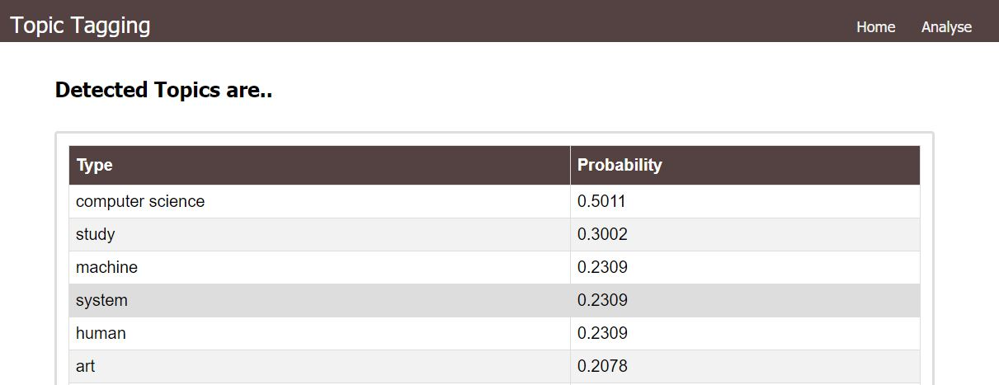 Topic Tagging Home Analyse
Detected Topics are..
Type Probability
computer science 0.5011
study 0.3002
machine 0.2309
system 0.2309
human 0.2309
art 0.2078